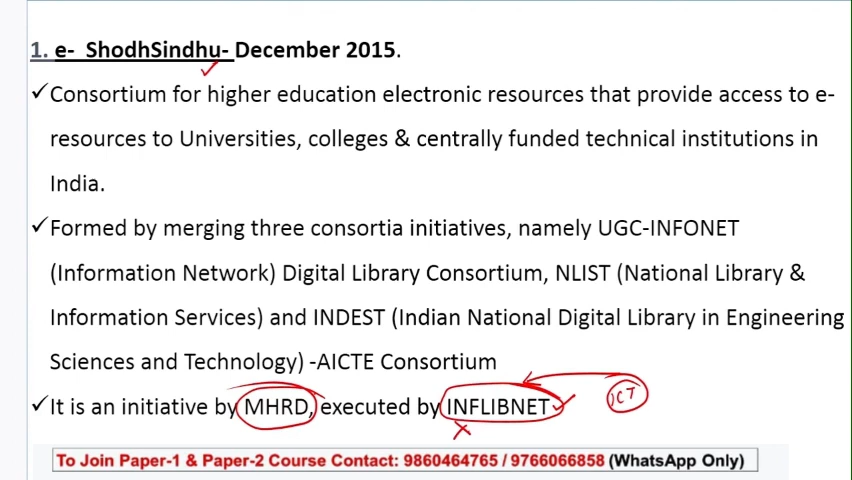 1. e- ShodhSindhu- December 2015.
✓Consortium for higher education electronic resources that provide access to e-
resources to Universities, colleges & centrally funded technical institutions in
India.
✓Formed by merging three consortia initiatives, namely UGC-INFONET
(Information Network) Digital Library Consortium, NLIST (National Library &
Information Services) and INDEST (Indian National Digital Library in Engineering
Sciences and Technology) -AICTE Consortium
✓It is an initiative by MHRD, executed by INFLIBNET
ICT
To Join Paper-1 & Paper-2 Course Contact: 9860464765 / 9766066858 (WhatsApp Only)